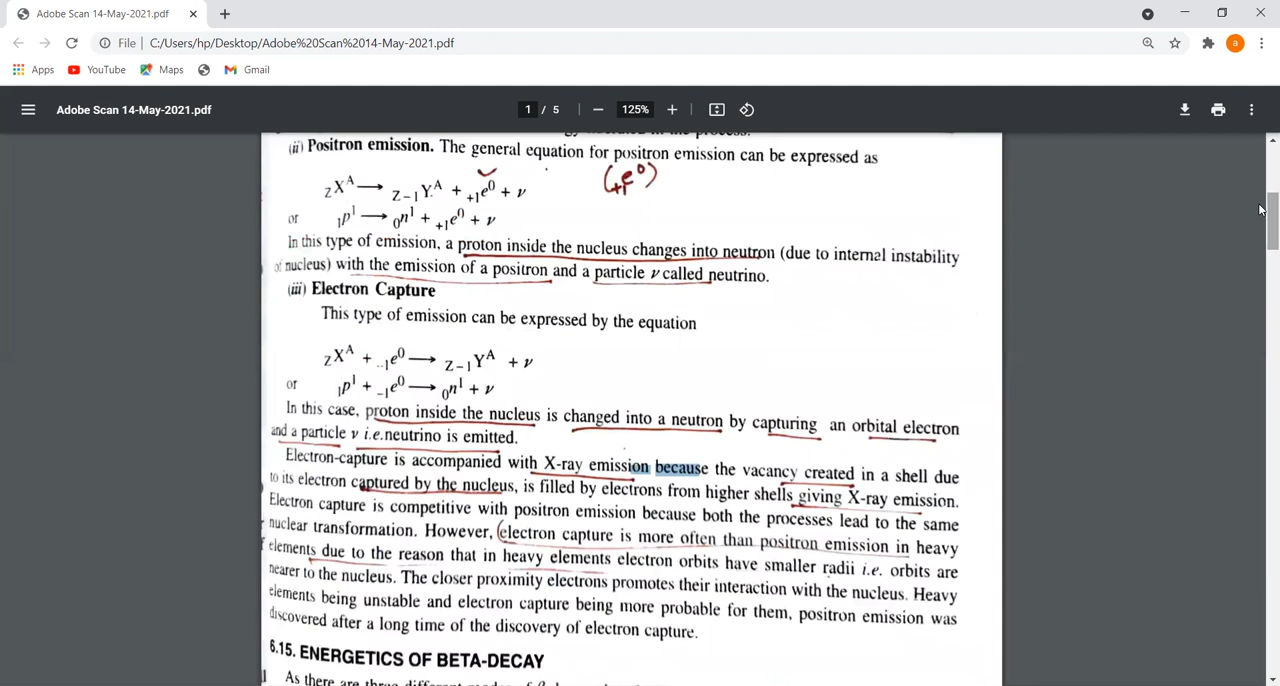 Adobe Scan 14-May-2021.pdf
File | C:/Users/hp/Desktop/Adobe%20Scan%2014-May-2021.pdf
a
Apps YouTube Maps Gmail
Adobe Scan 14-May-2021.pdf 1 / 5 125%
in the process.
(ii) Positron emission. The general equation for positron emission can be expressed as
(₊₁e⁰)
zXᴬ ⟶ z₋₁Yᴬ + ₊₁e⁰ + ν
or ₁p¹ ⟶ ₀n¹ + ₊₁e⁰ + ν
In this type of emission, a proton inside the nucleus changes into neutron (due to internal instability
of nucleus) with the emission of a positron and a particle ν called neutrino.
(iii) Electron Capture
This type of emission can be expressed by the equation
zXᴬ + ₋₁e⁰ ⟶ z₋₁Yᴬ + ν
or ₁p¹ + ₋₁e⁰ ⟶ ₀n¹ + ν
In this case, proton inside the nucleus is changed into a neutron by capturing an orbital electron
and a particle ν i.e. neutrino is emitted.
Electron-capture is accompanied with X-ray emission because the vacancy created in a shell due
to its electron captured by the nucleus, is filled by electrons from higher shells giving X-ray emission.
Electron capture is competitive with positron emission because both the processes lead to the same
nuclear transformation. However, (electron capture is more often than positron emission in heavy
elements due to the reason that in heavy elements electron orbits have smaller radii i.e. orbits are
nearer to the nucleus. The closer proximity electrons promotes their interaction with the nucleus. Heavy
elements being unstable and electron capture being more probable for them, positron emission was
discovered after a long time of the discovery of electron capture.
6.15. ENERGETICS OF BETA-DECAY
As there are three different modes of